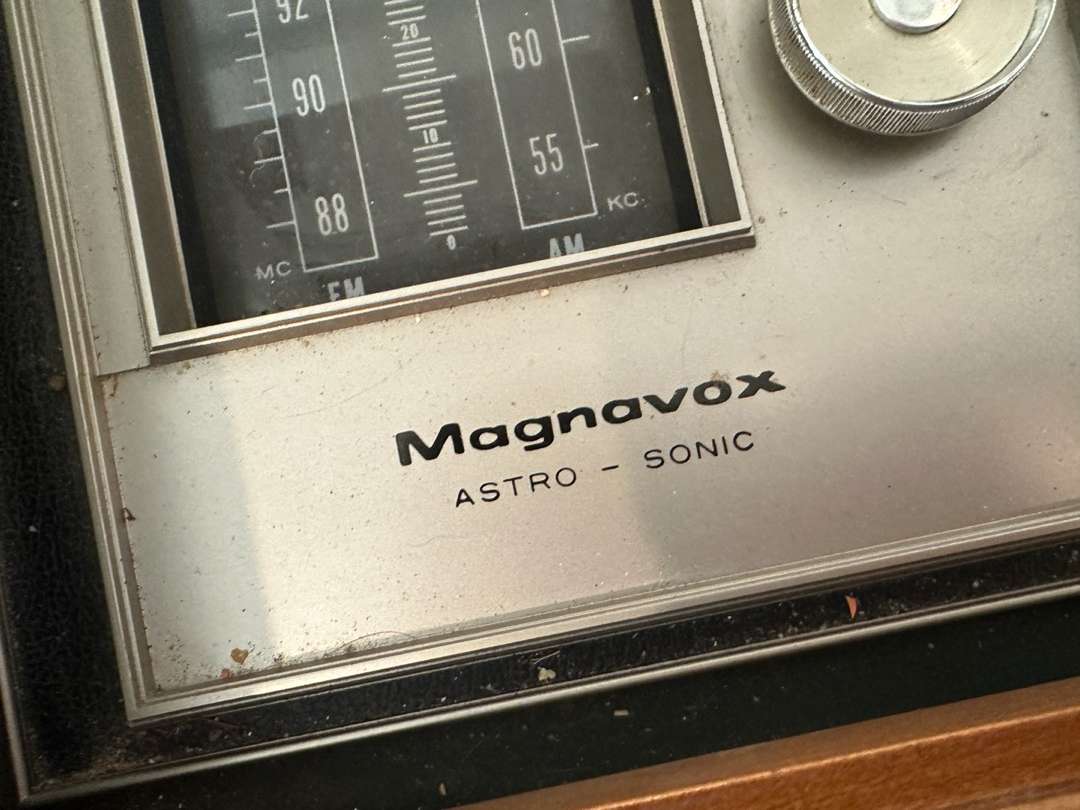 92
90
88
MC
FM
20
10
0
60
55
KC
AM
Magnavox
ASTRO – SONIC